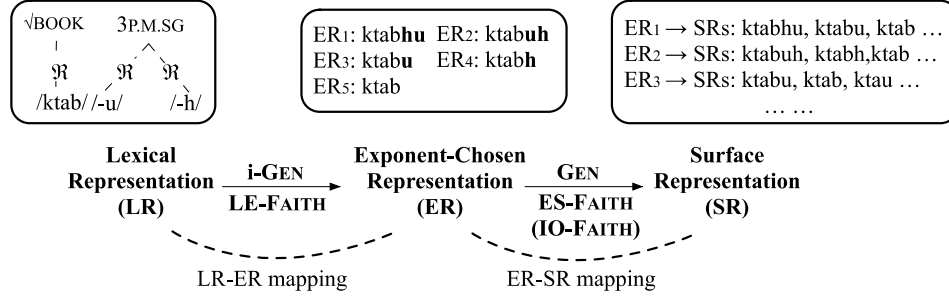 √BOOK 3P.M.SG
ℜ ℜ ℜ
/ktab/ /-u/ /-h/
ER1: ktabhu ER2: ktabuh
ER3: ktabu ER4: ktabh
ER5: ktab
ER1 → SRs: ktabhu, ktabu, ktab …
ER2 → SRs: ktabuh, ktabh,ktab …
ER3 → SRs: ktabu, ktab, ktau …
… …
Lexical
Representation
(LR)
i-GEN
LE-FAITH
Exponent-Chosen
Representation
(ER)
GEN
ES-FAITH
(IO-FAITH)
Surface
Representation
(SR)
LR-ER mapping
ER-SR mapping